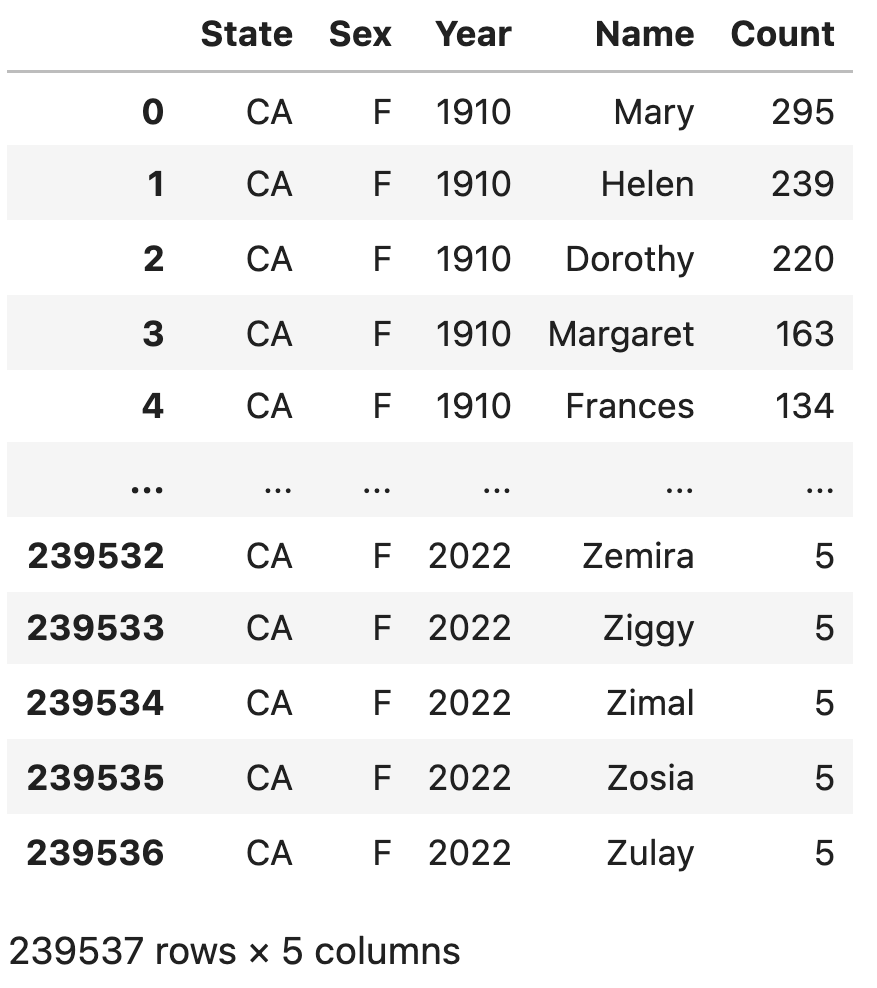 State Sex Year Name Count
0 CA F 1910 Mary 295
1 CA F 1910 Helen 239
2 CA F 1910 Dorothy 220
3 CA F 1910 Margaret 163
4 CA F 1910 Frances 134
... ... ... ... ... ...
239532 CA F 2022 Zemira 5
239533 CA F 2022 Ziggy 5
239534 CA F 2022 Zimal 5
239535 CA F 2022 Zosia 5
239536 CA F 2022 Zulay 5
239537 rows × 5 columns